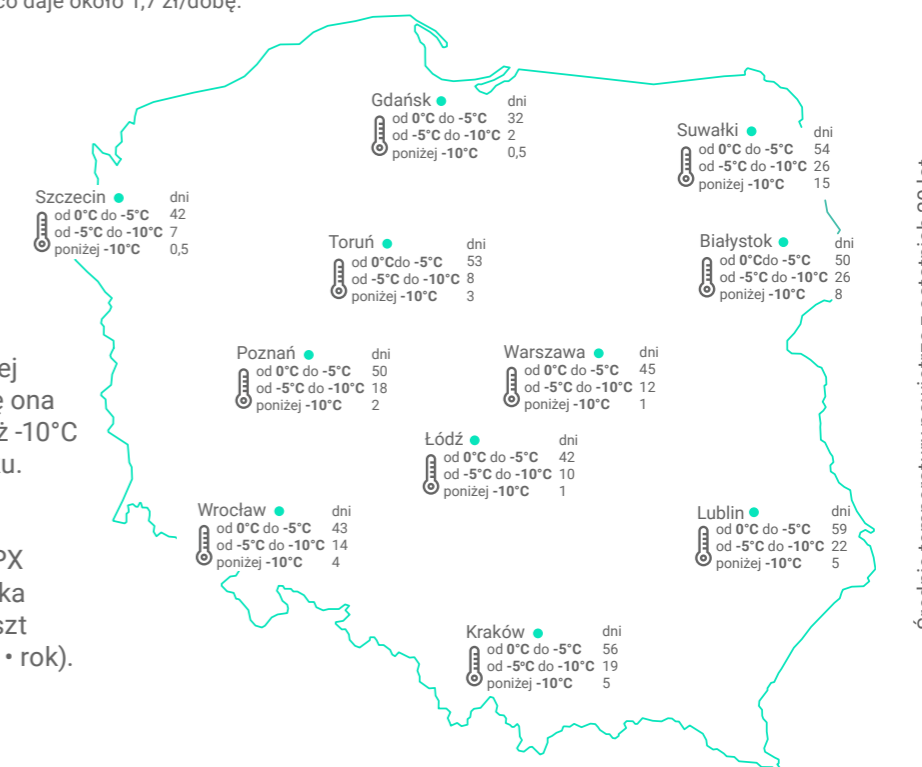 co daje około 1,7 zł/dobę.
Gdańsk dni
od 0°C do -5°C 32
od -5°C do -10°C 2
poniżej -10°C 0,5
Suwałki dni
od 0°C do -5°C 54
od -5°C do -10°C 26
poniżej -10°C 15
Szczecin dni
od 0°C do -5°C 42
od -5°C do -10°C 7
poniżej -10°C 0,5
Toruń dni
od 0°Cdo -5°C 53
od -5°C do -10°C 8
poniżej -10°C 3
Białystok dni
od 0°Cdo -5°C 50
od -5°C do -10°C 26
poniżej -10°C 8
Poznań dni
od 0°C do -5°C 50
od -5°C do -10°C 18
poniżej -10°C 2
Warszawa dni
od 0°C do -5°C 45
od -5°C do -10°C 12
poniżej -10°C 1
Łódź dni
od 0°C do -5°C 42
od -5°C do -10°C 10
poniżej -10°C 1
Wrocław dni
od 0°C do -5°C 43
od -5°C do -10°C 14
poniżej -10°C 4
Lublin dni
od 0°C do -5°C 59
od -5°C do -10°C 22
poniżej -10°C 5
Kraków dni
od 0°C do -5°C 56
od -5°C do -10°C 19
poniżej -10°C 5
ej
ę ona
ż -10°C
u.
PX
ka
szt
• rok).